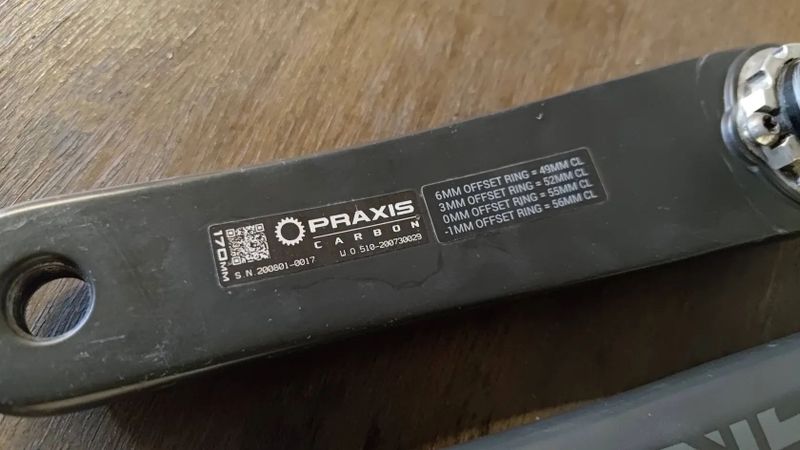 170MM
PRAXIS
CARBON
S.N.200801-0017 W.O 510-200730029
6MM OFFSET RING = 49MM CL
3MM OFFSET RING = 52MM CL
0MM OFFSET RING = 55MM CL
-1MM OFFSET RING = 56MM CL